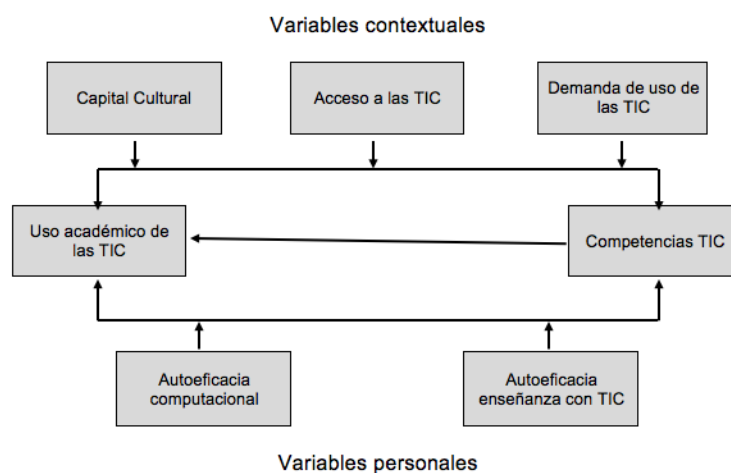 Variables contextuales
Capital Cultural
Acceso a las TIC
Demanda de uso de
las TIC
Uso académico de
las TIC
Competencias TIC
Autoeficacia
computacional
Autoeficacia
enseñanza con TIC
Variables personales